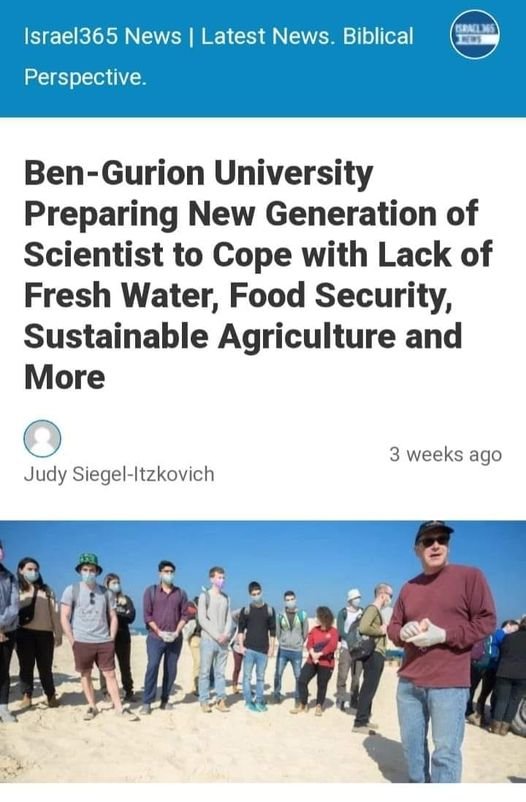 Israel365 News | Latest News. Biblical
Perspective.
ISRAEL365
NEWS
Ben-Gurion University
Preparing New Generation of
Scientist to Cope with Lack of
Fresh Water, Food Security,
Sustainable Agriculture and
More
3 weeks ago
Judy Siegel-Itzkovich